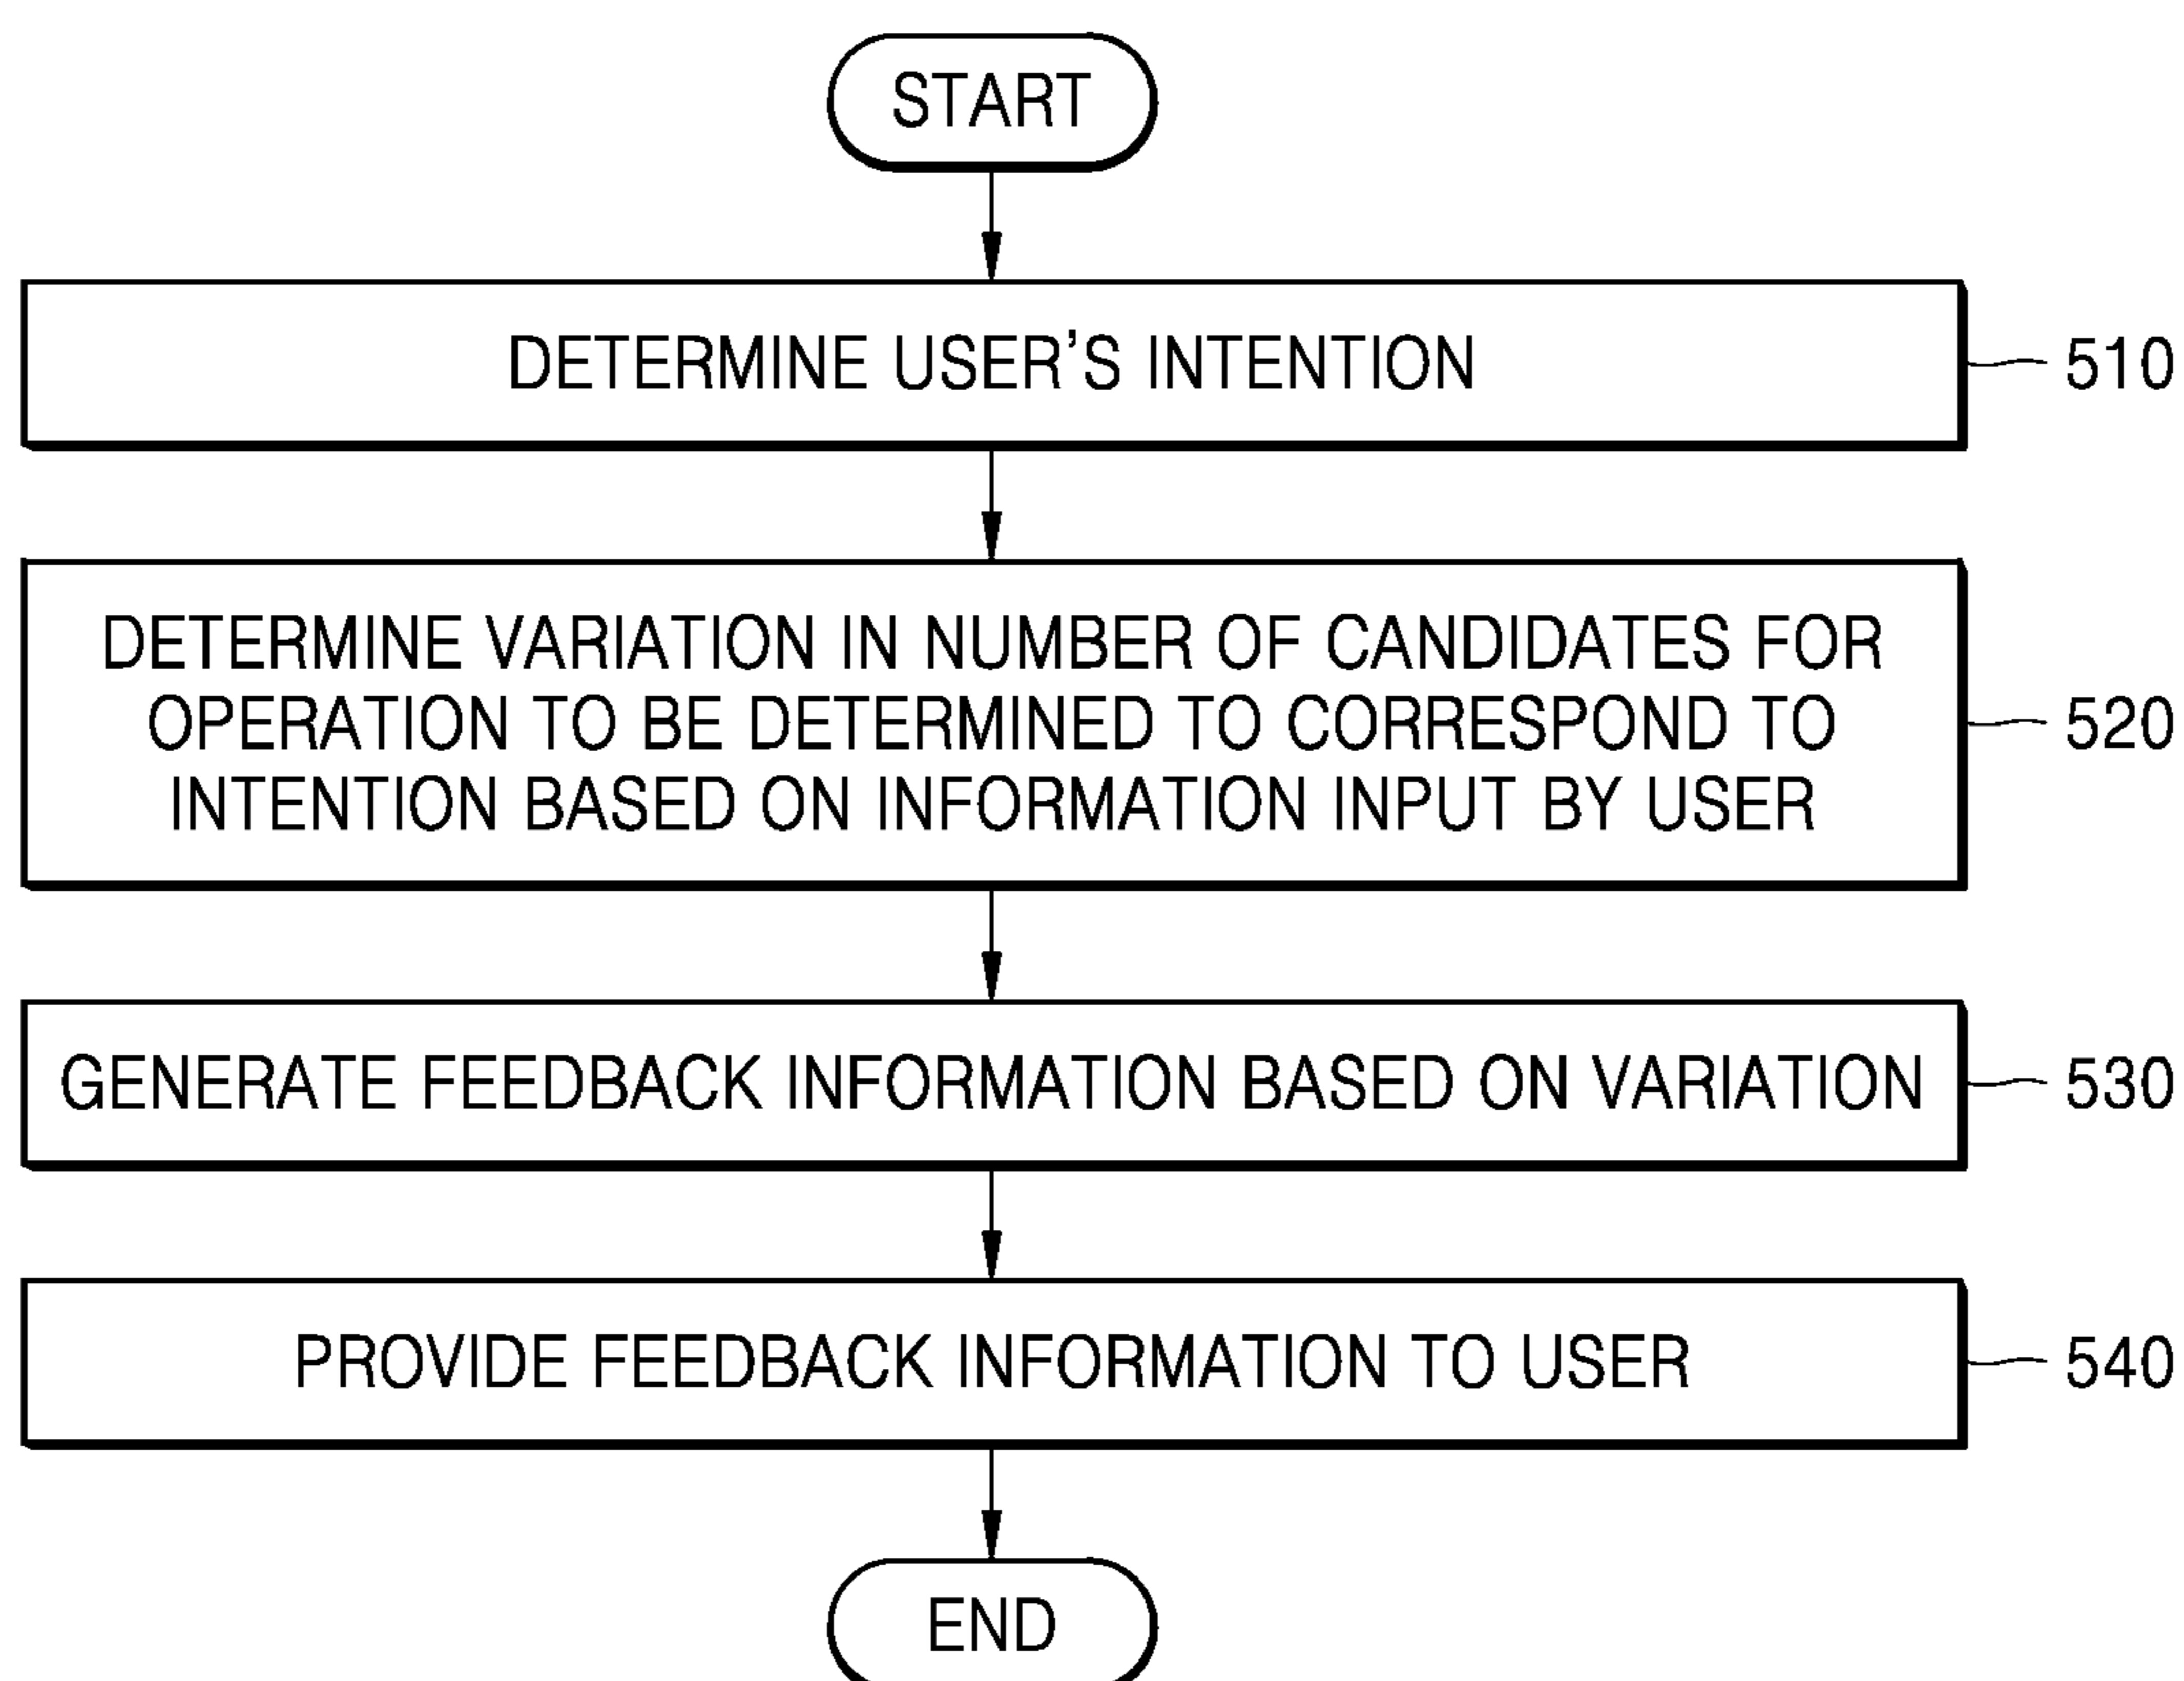 START
DETERMINE USER'S INTENTION
510
DETERMINE VARIATION IN NUMBER OF CANDIDATES FOR
OPERATION TO BE DETERMINED TO CORRESPOND TO
INTENTION BASED ON INFORMATION INPUT BY USER
520
GENERATE FEEDBACK INFORMATION BASED ON VARIATION
530
PROVIDE FEEDBACK INFORMATION TO USER
540
END